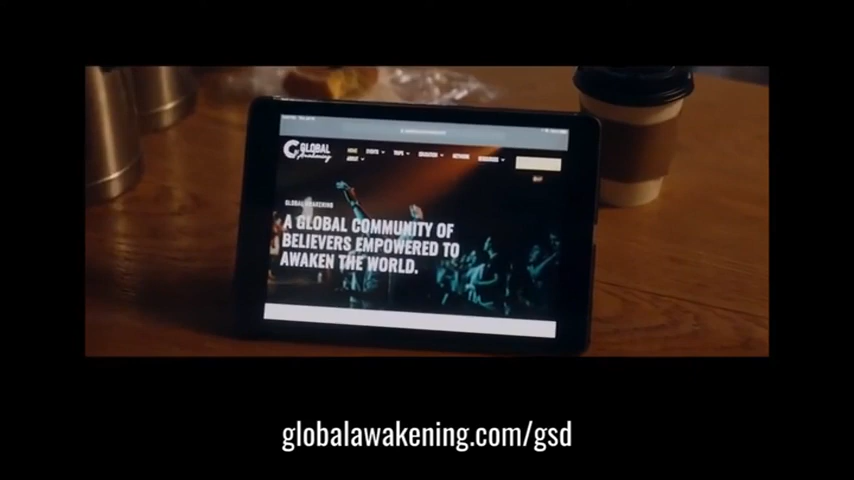 GLOBAL
Awakening
HOME
EVENTS
TRIPS
EDUCATION
NETWORK
RESOURCES
ABOUT
GLOBAL AWAKENING
A GLOBAL COMMUNITY OF
BELIEVERS EMPOWERED TO
AWAKEN THE WORLD.
globalawakening.com/gsd